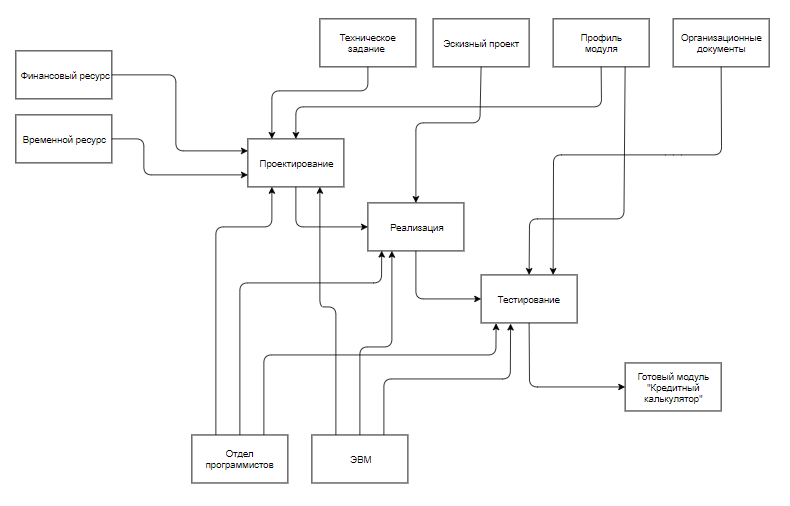 Техническое
задание
Эскизный проект
Профиль
модуля
Организационные
документы
Финансовый ресурс
Временной ресурс
Проектирование
Реализация
Тестирование
Готовый модуль
"Кредитный
калькулятор"
Отдел
программистов
ЭВМ